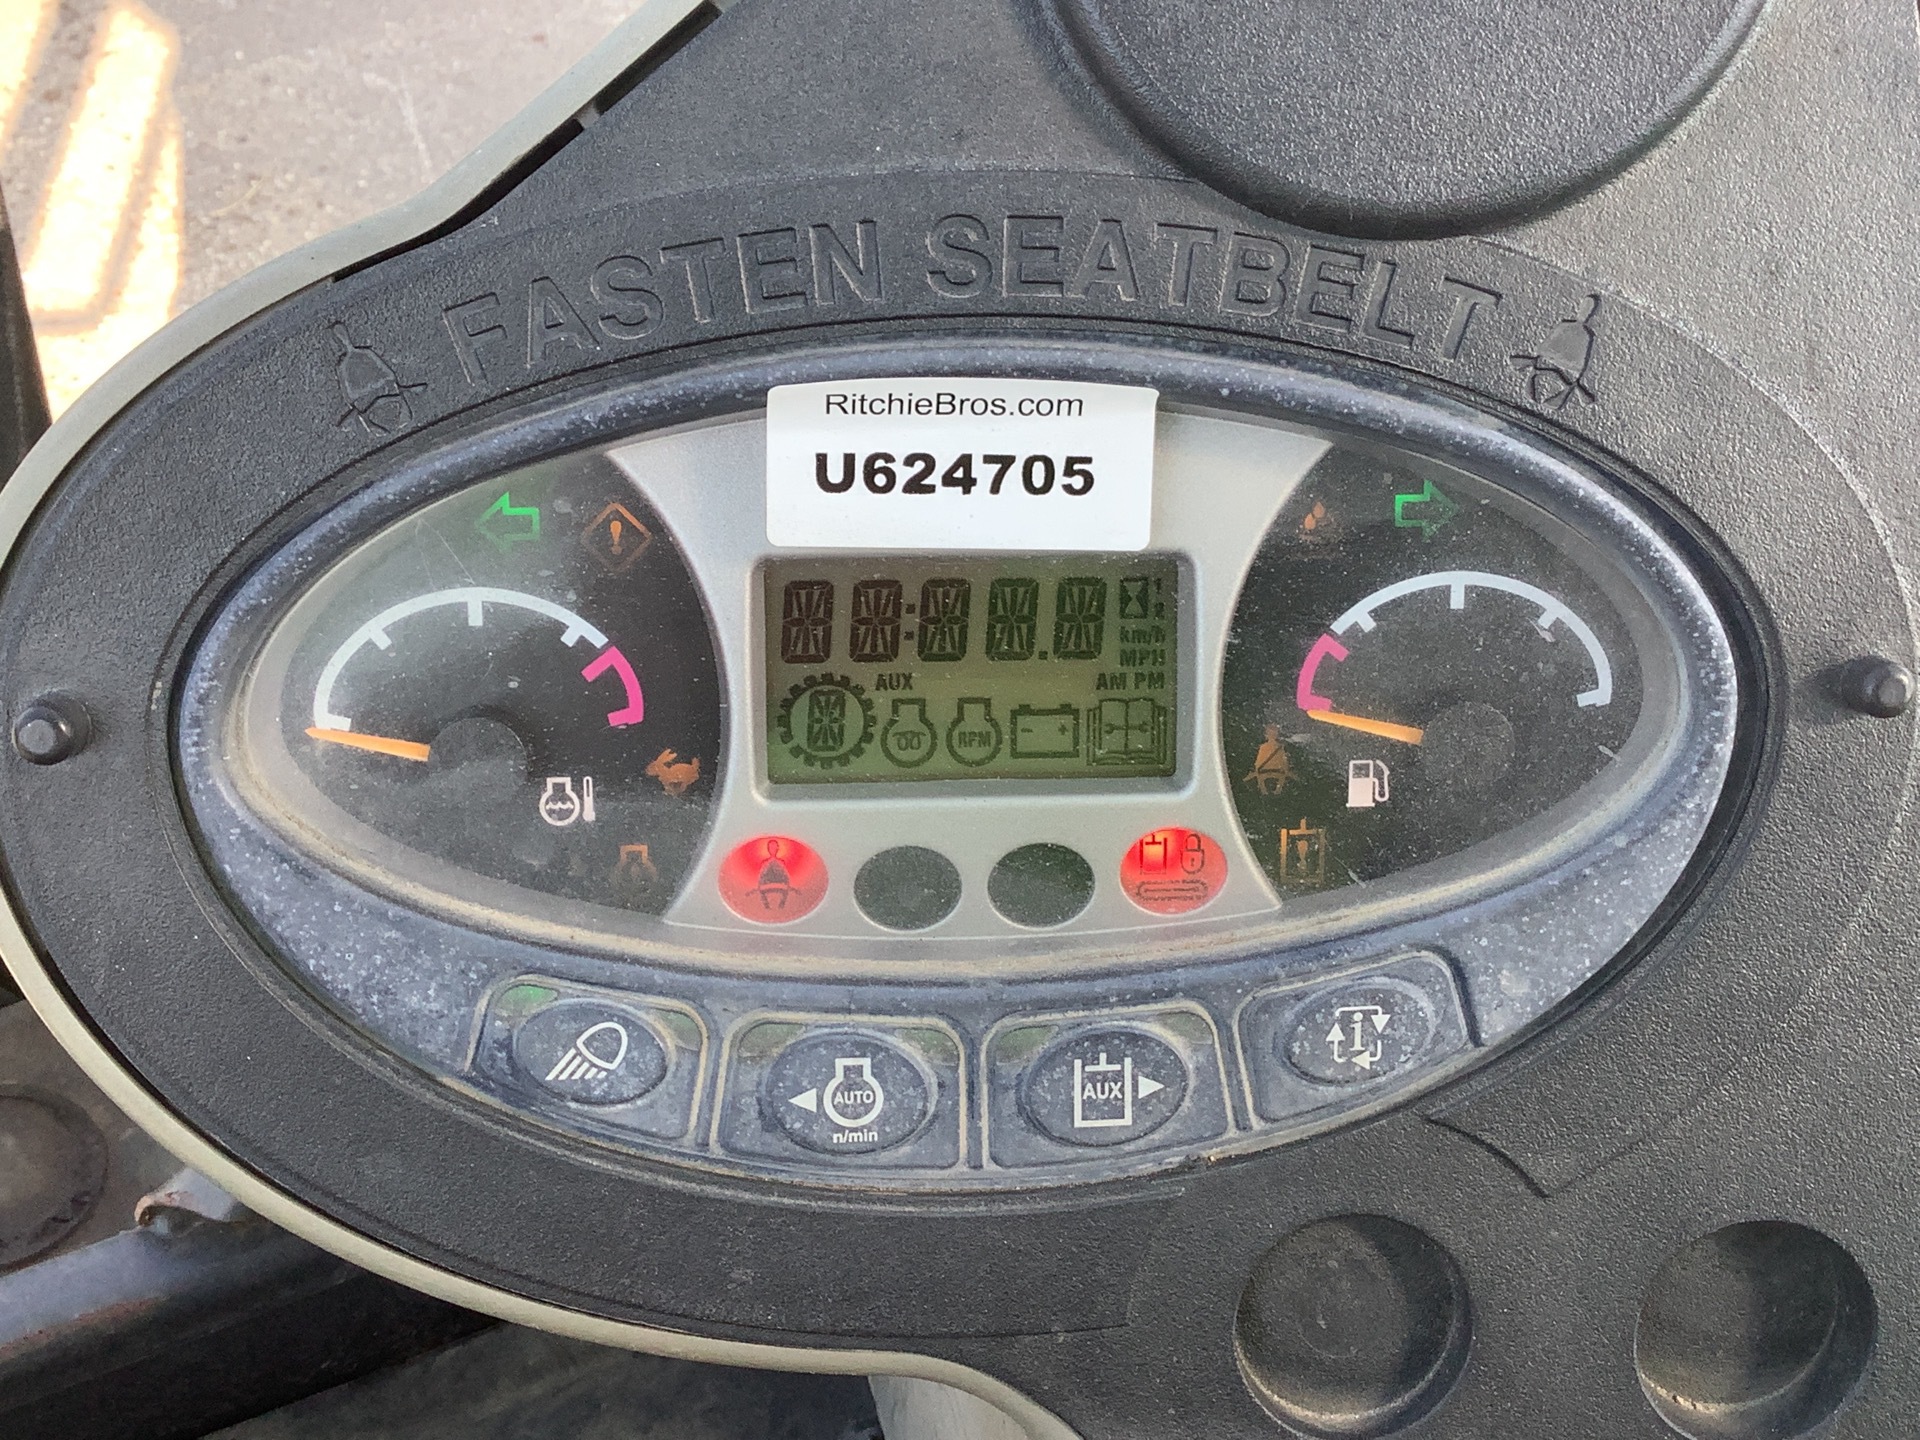 FASTEN SEATBELT
RitchieBros.com
U624705
km/h
MPH
AUX
AM PM
RPM
AUTO
n/min
AUX
i